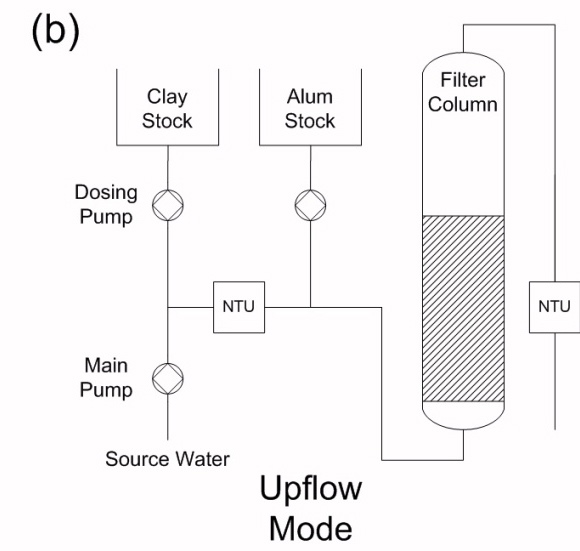 (b)
Clay
Stock
Alum
Stock
Filter
Column
Dosing
Pump
NTU
NTU
Main
Pump
Source Water
Upflow
Mode